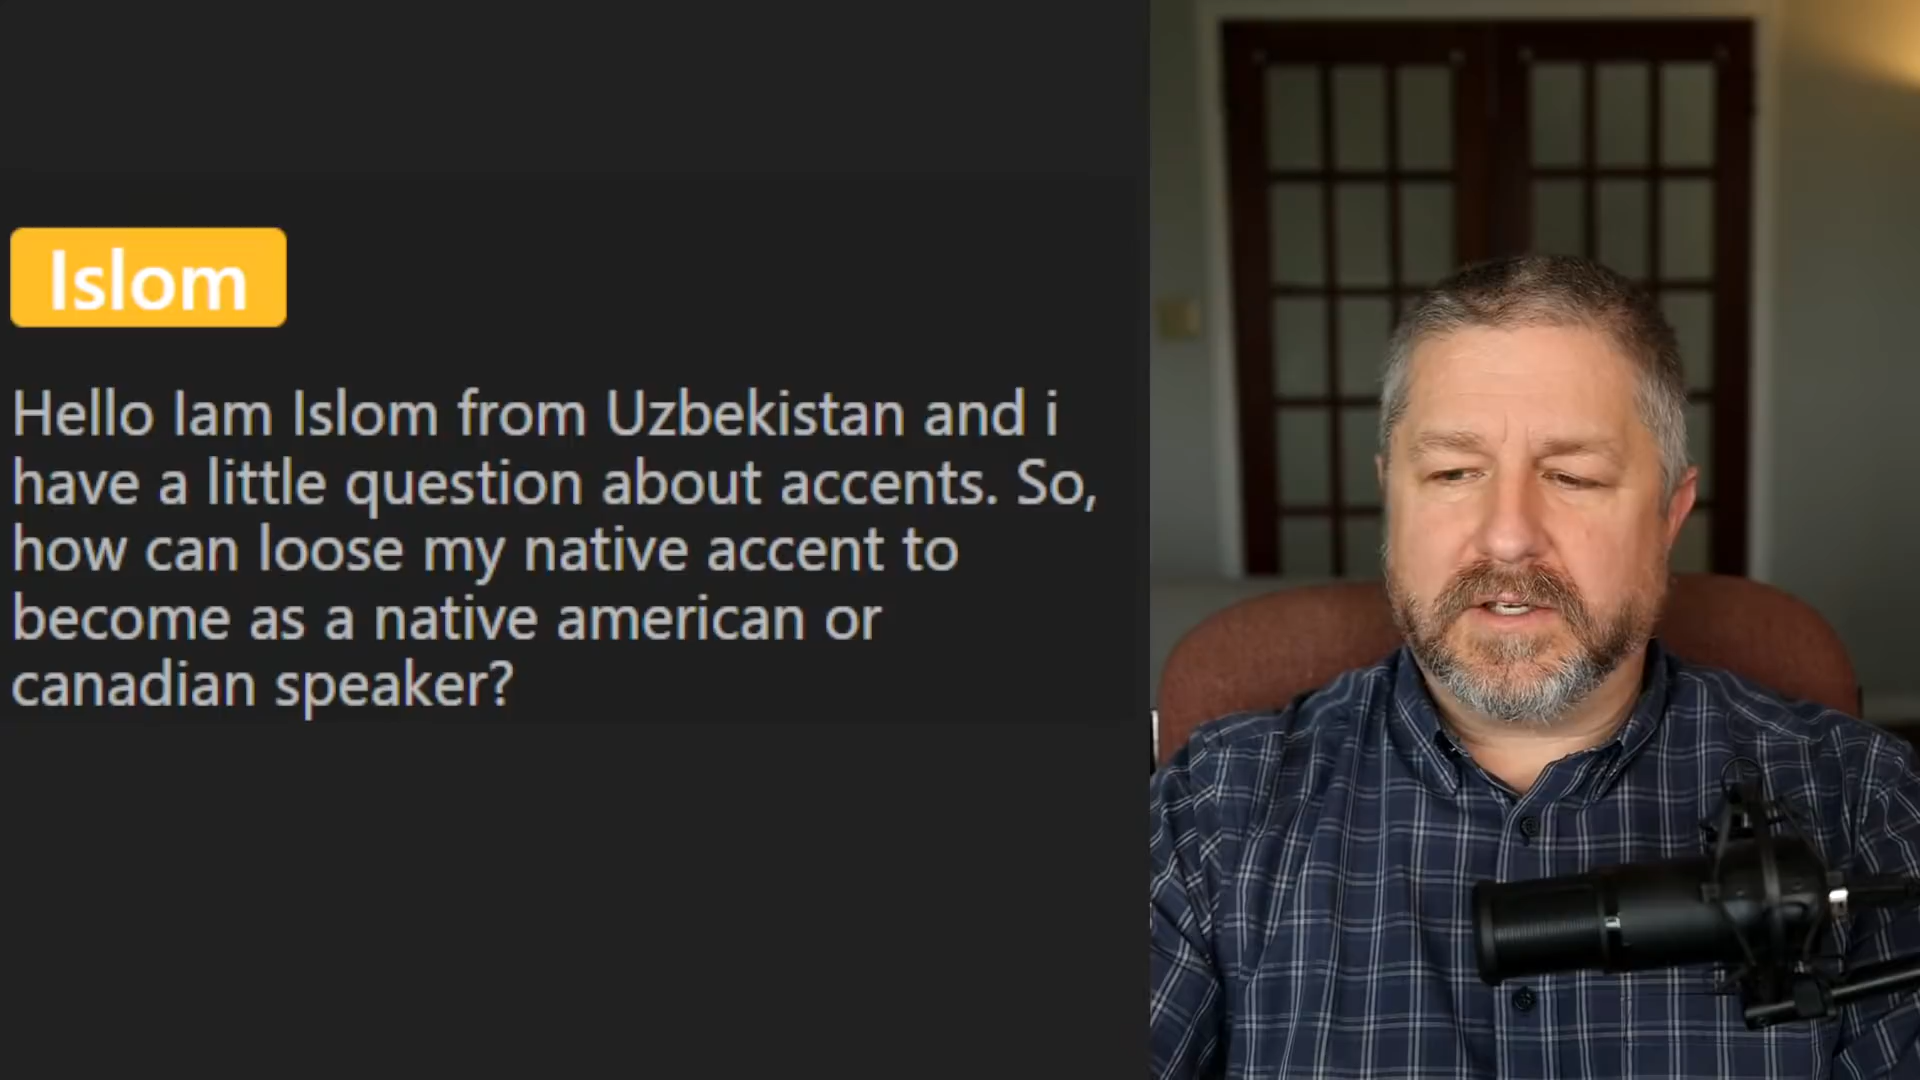 Islom
Hello Iam Islom from Uzbekistan and i
have a little question about accents. So,
how can loose my native accent to
become as a native american or
canadian speaker?